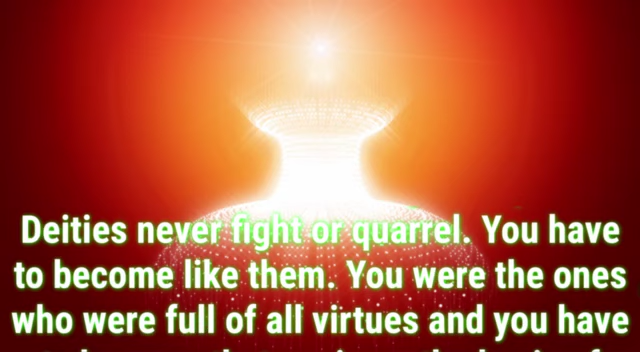 Deities never fight or quarrel. You have
to become like them. You were the ones
who were full of all virtues and you have